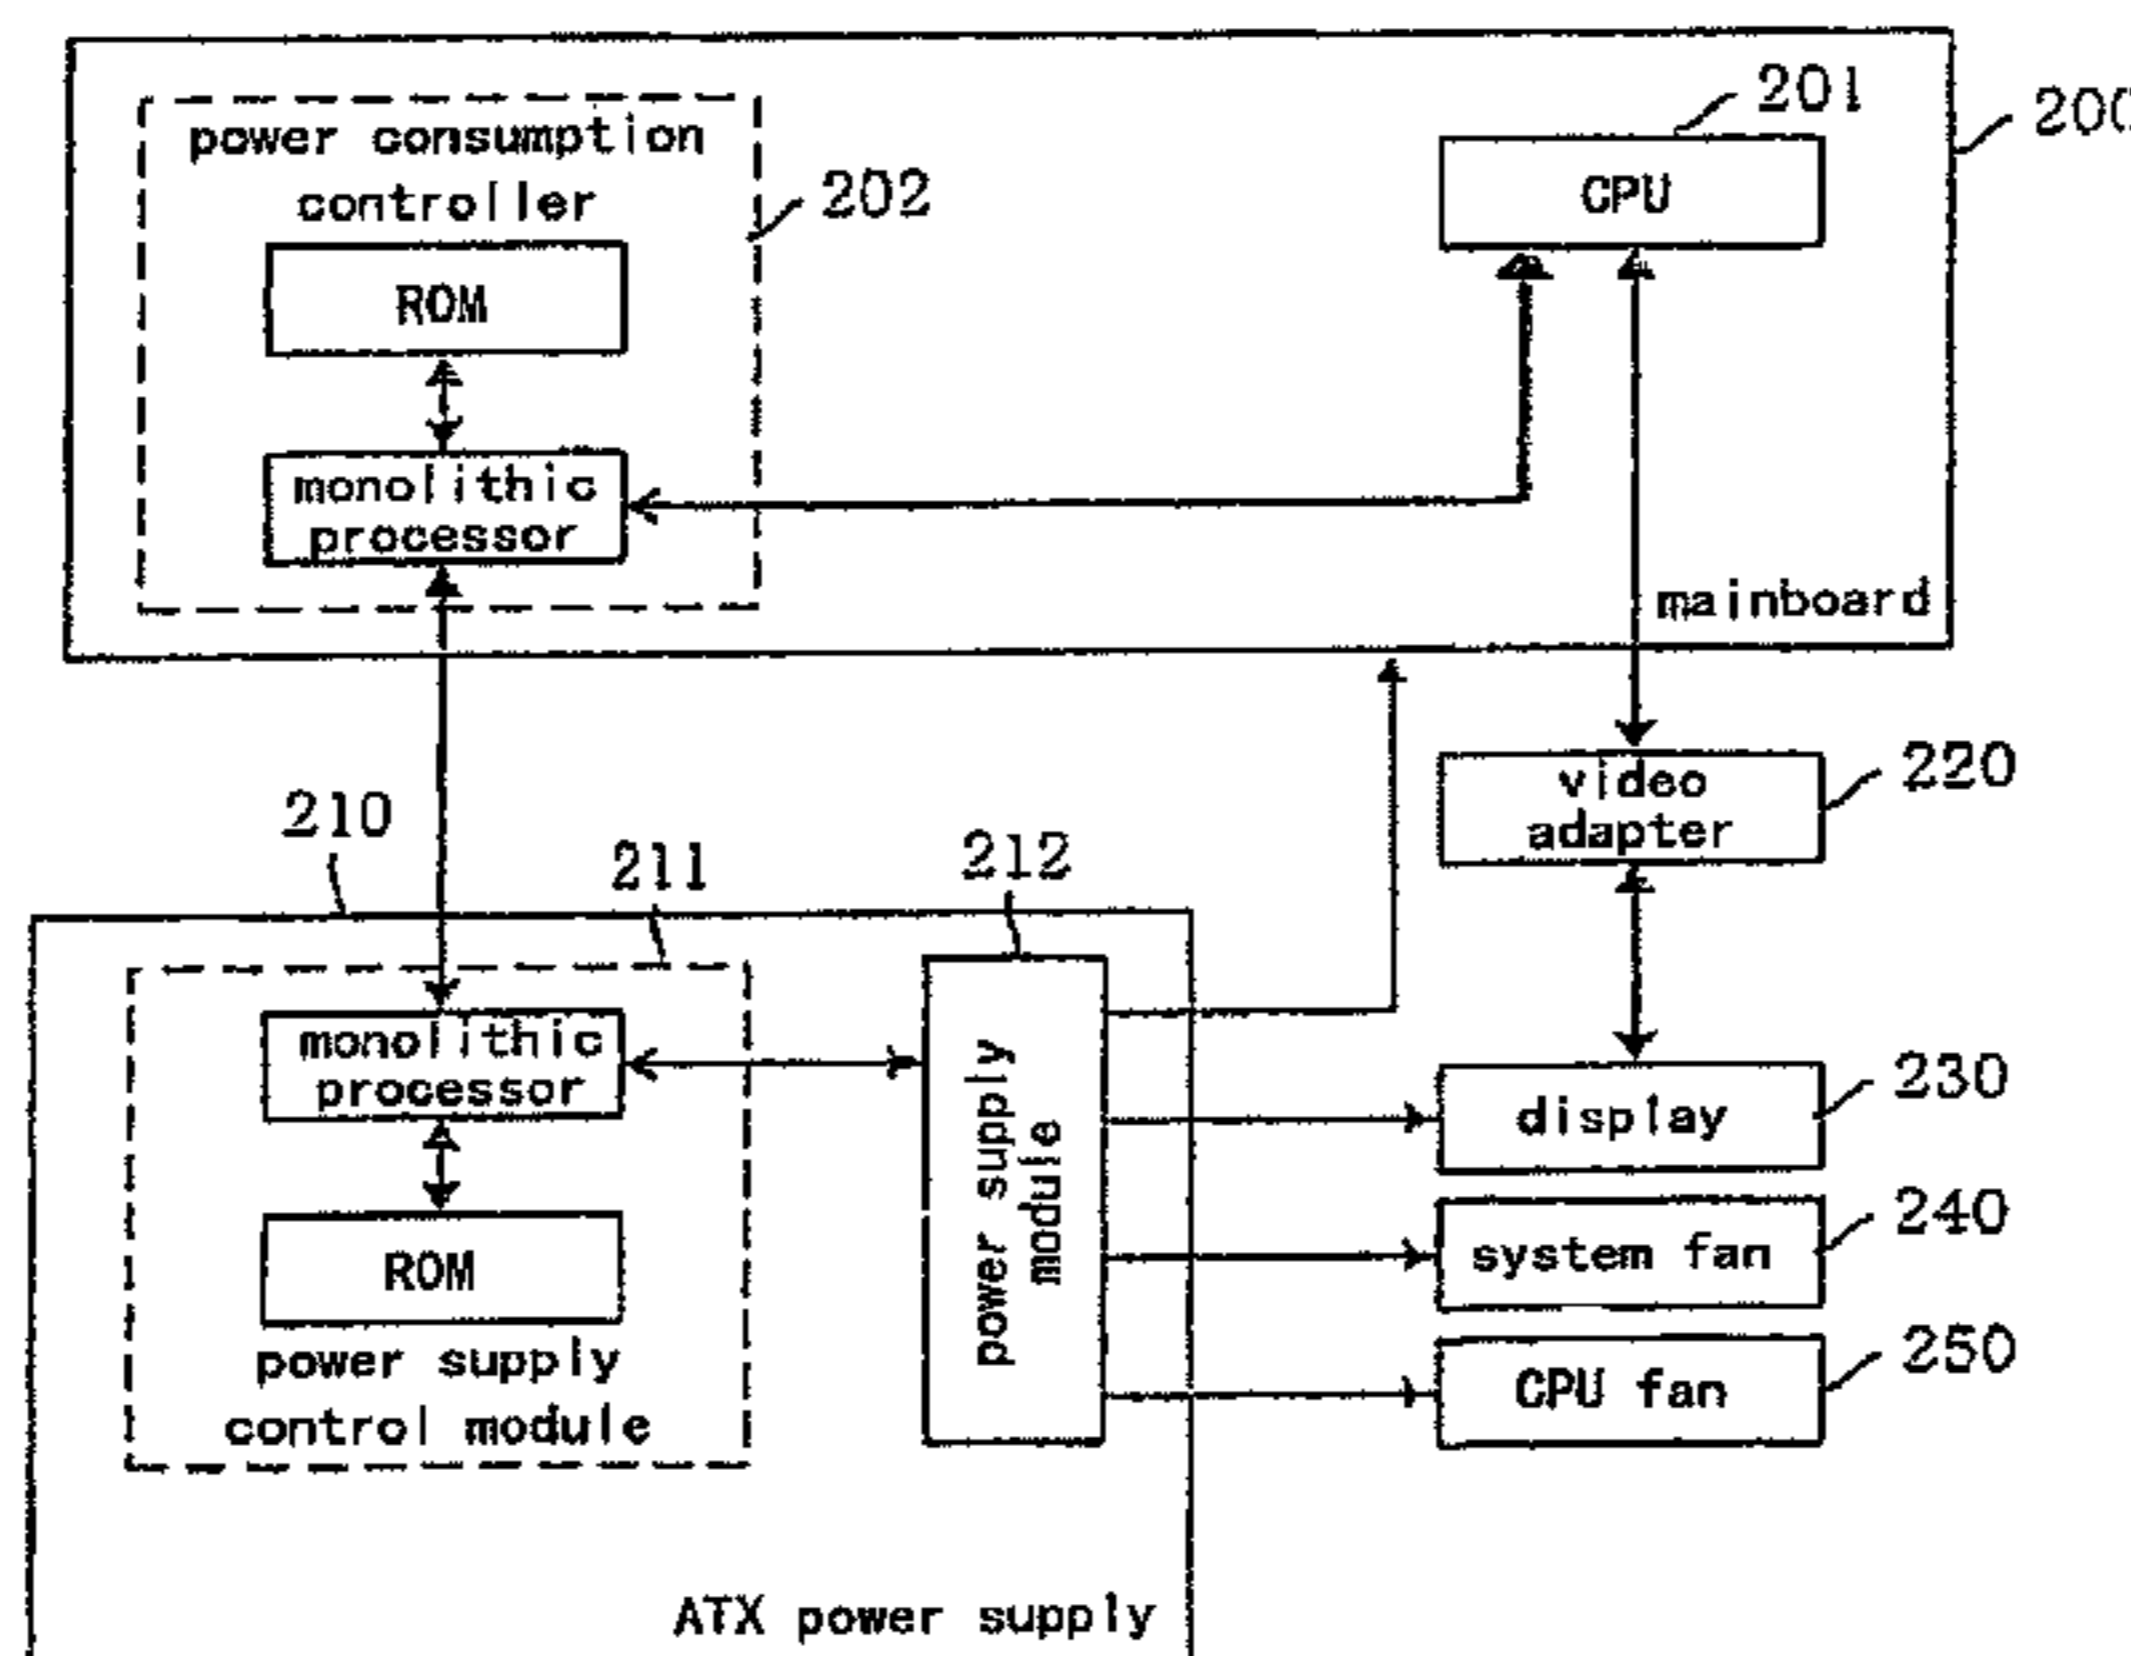 power consumption
controller
202
ROM
monolithic
processor
201
CPU
200
mainboard
video
adapter
220
210
211
212
monolithic
processor
ROM
power supply
control module
power supply
module
display
230
system fan
240
CPU fan
250
ATX power supply